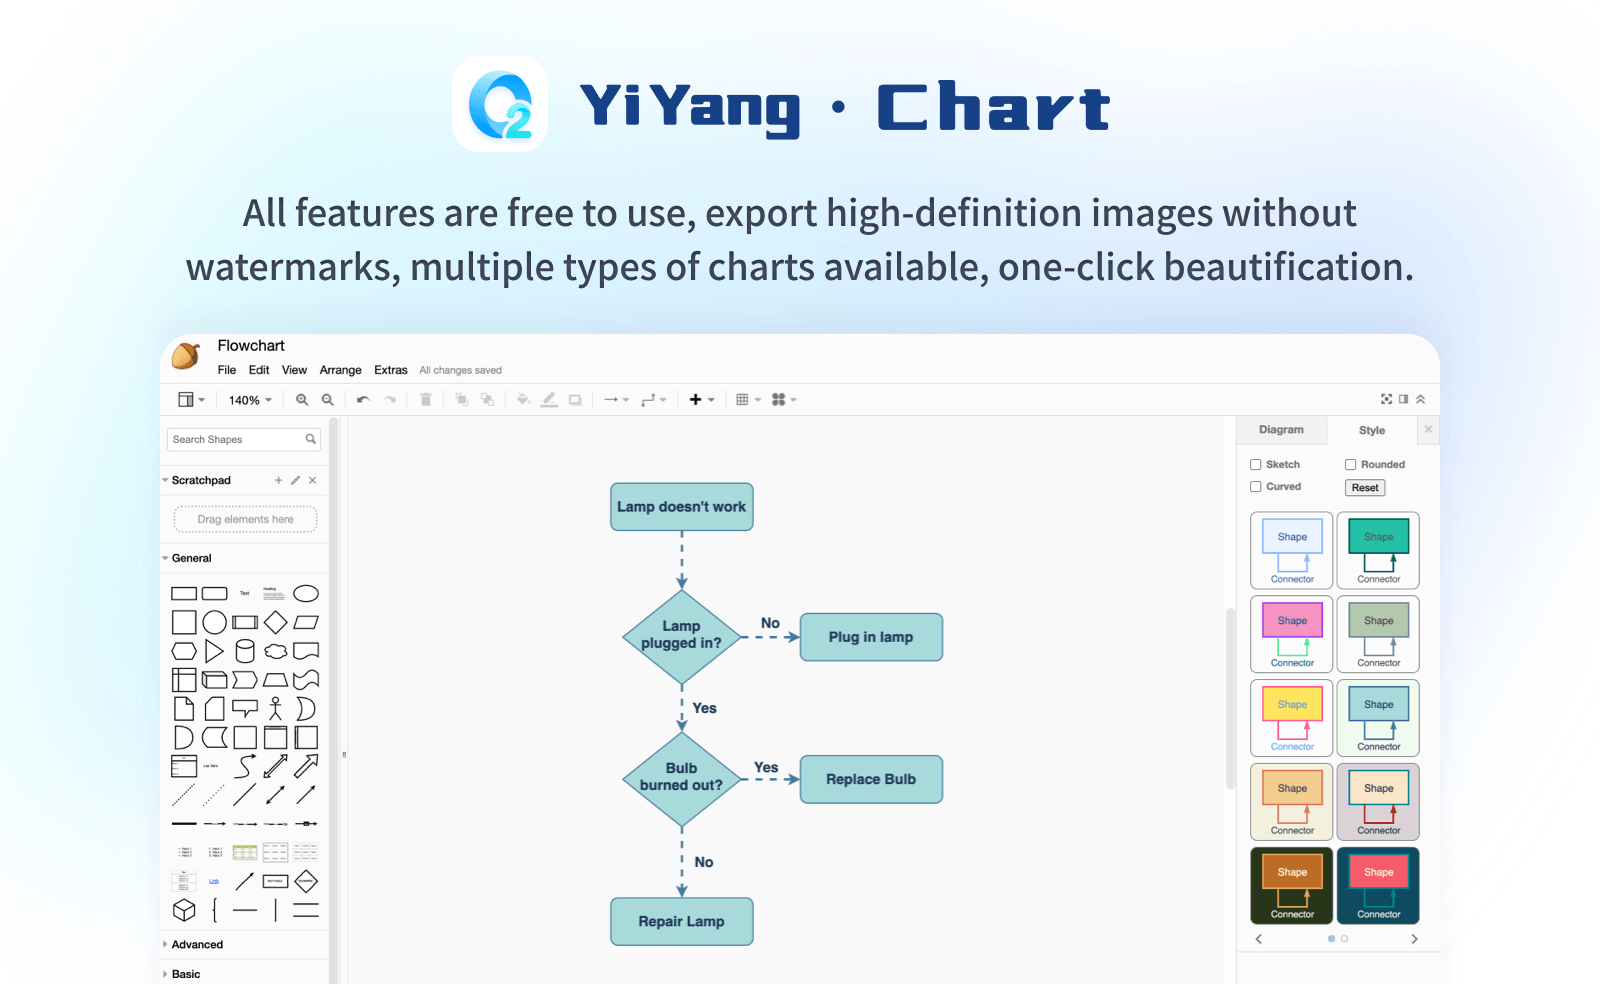 2
YiYang · Chart
All features are free to use, export high-definition images without
watermarks, multiple types of charts available, one-click beautification.
Flowchart
File Edit View Arrange Extras All changes saved
140%
Search Shapes
Scratchpad
Drag elements here
General
Text
Heading
List Item
Link
Advanced
Basic
Lamp doesn't work
Lamp
plugged in?
No
Plug in lamp
Yes
Bulb
burned out?
Yes
Replace Bulb
No
Repair Lamp
Diagram Style
Sketch Rounded
Curved Reset
Shape Shape
Connector Connector
Shape Shape
Connector Connector
Shape Shape
Connector Connector
Shape Shape
Connector Connector
Shape Shape
Connector Connector